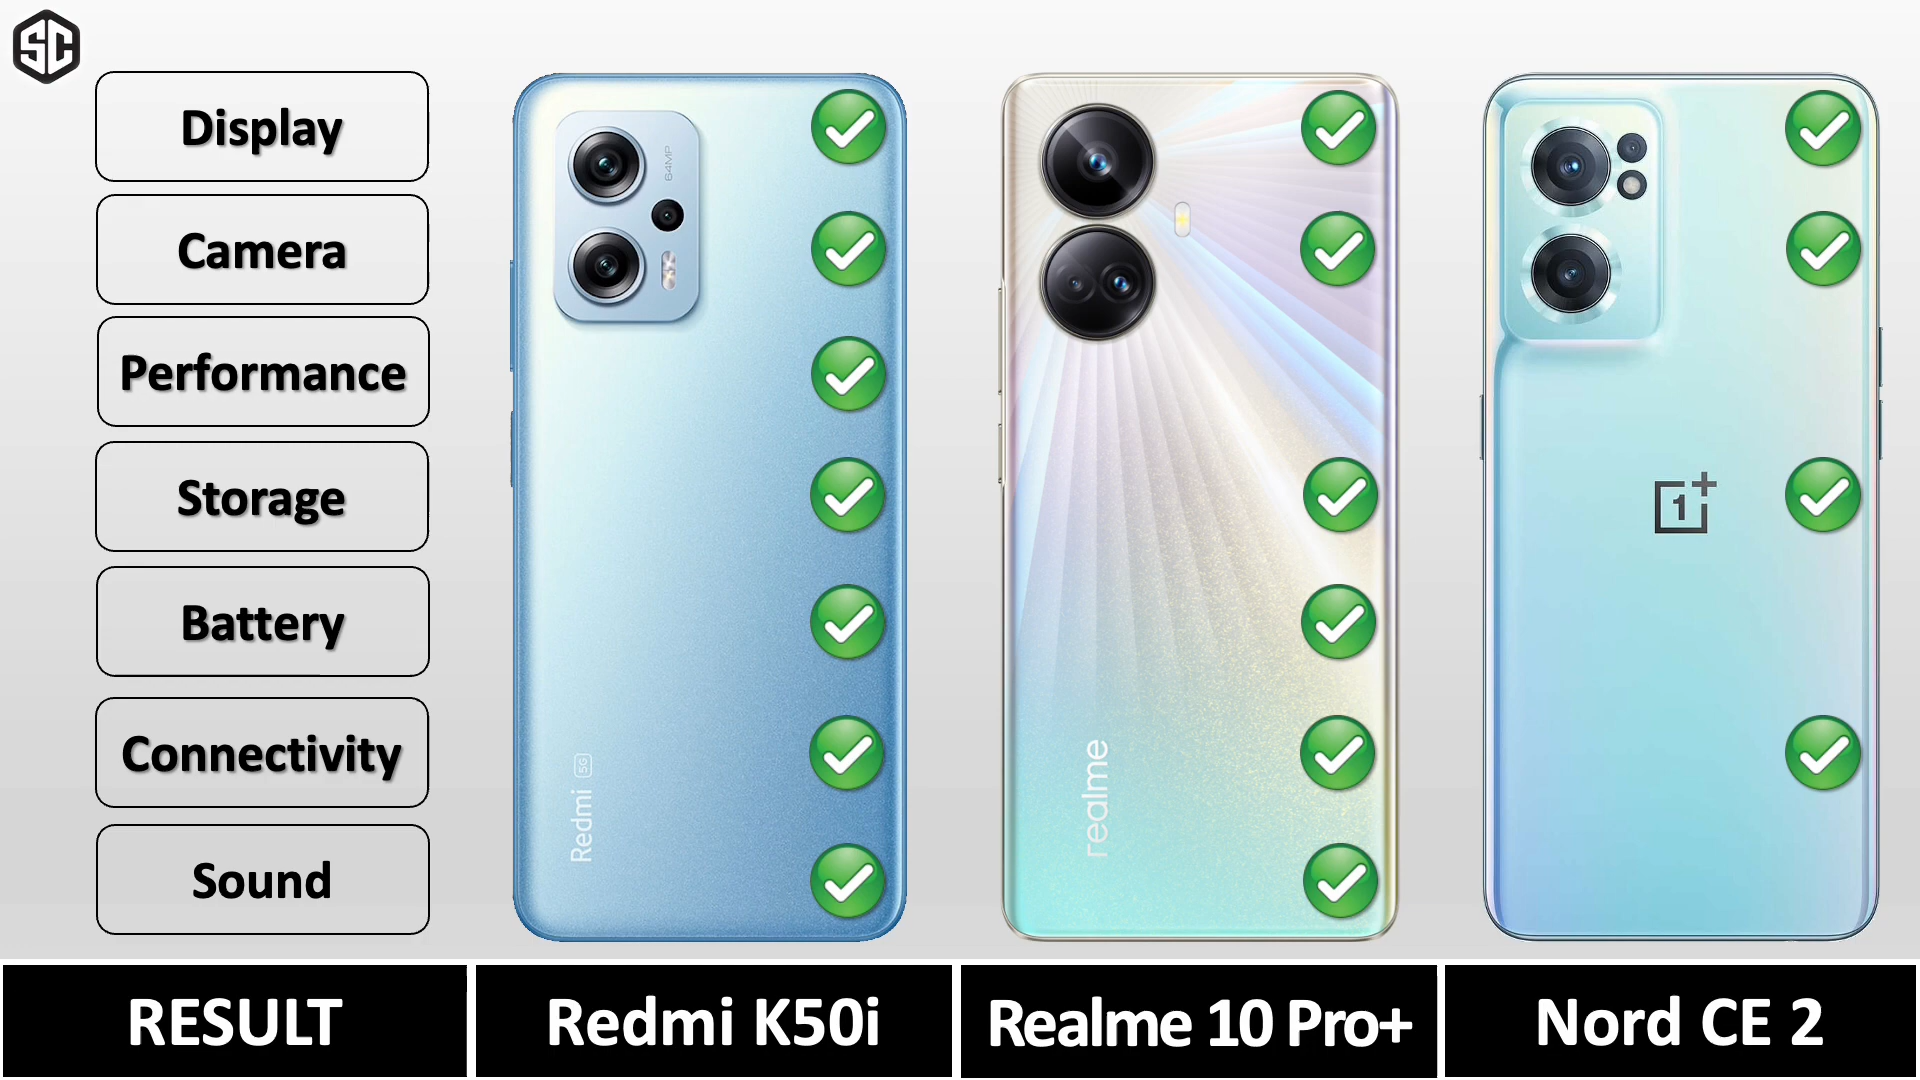 SC
Display
Camera
Performance
Storage
Battery
Connectivity
Sound
64MP
Redmi 5G
realme
1+
RESULT
Redmi K50i
Realme 10 Pro+
Nord CE 2